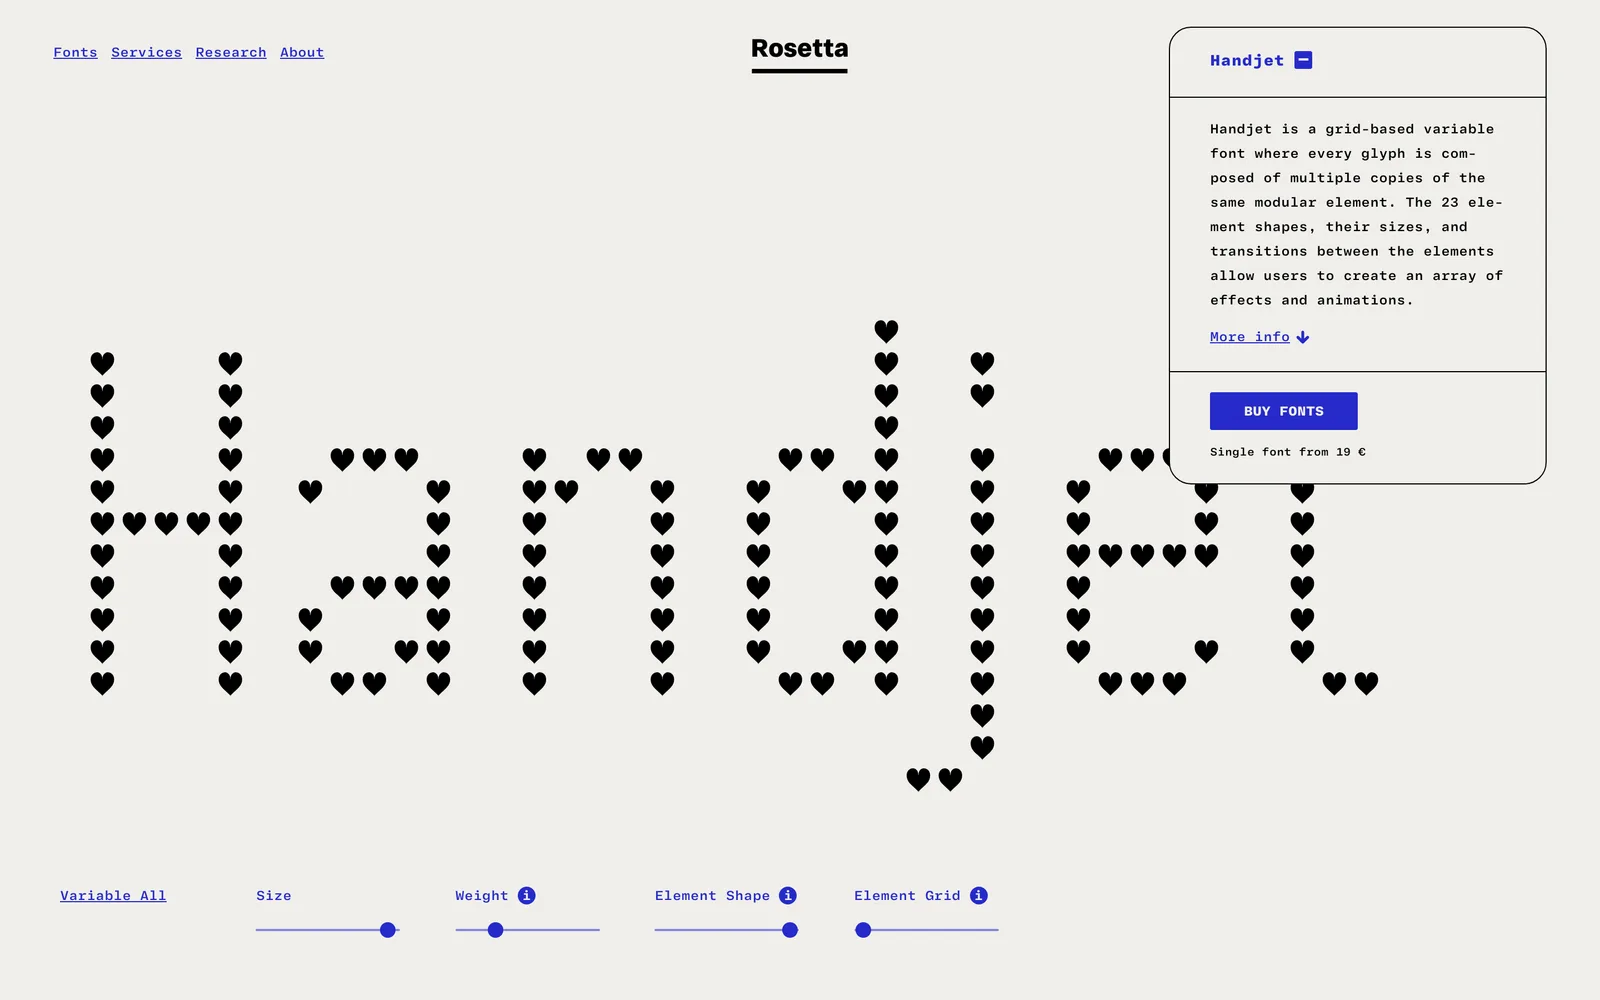 Fonts Services Research About
Rosetta
Handjet
Handjet is a grid-based variable
font where every glyph is com-
posed of multiple copies of the
same modular element. The 23 ele-
ment shapes, their sizes, and
transitions between the elements
allow users to create an array of
effects and animations.
More info
BUY FONTS
Single font from 19 €
Handjet
Variable All
Size
Weight i
Element Shape i
Element Grid i